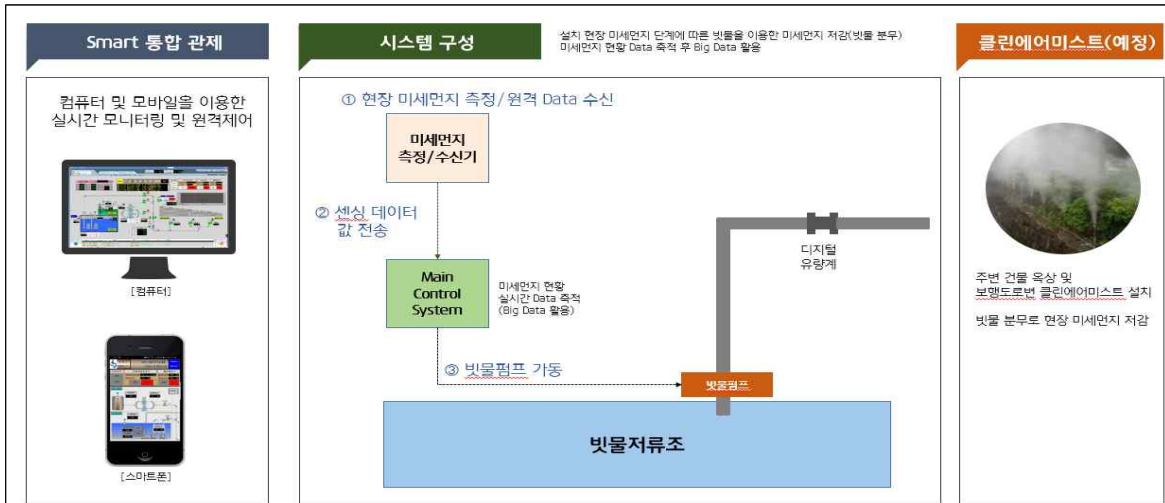 Smart 통합 관제
컴퓨터 및 모바일을 이용한
실시간 모니터링 및 원격제어
[컴퓨터]
[스마트폰]
시스템 구성
설치 현장 미세먼지 단계에 따른 빗물을 이용한 미세먼지 저감(빗물 분무)
미세먼지 현황 Data 축적 후 Big Data 활용
① 현장 미세먼지 측정/원격 Data 수신
미세먼지
측정/수신기
② 센싱 데이터
값 전송
Main
Control
System
미세먼지 현황
실시간 Data 축적
(Big Data 활용)
③ 빗물펌프 가동
디지털
유량계
빗물펌프
빗물저류조
클린에어미스트(예정)
주변 건물 옥상 및
보행도로변 클린에어미스트 설치
빗물 분무로 현장 미세먼지 저감